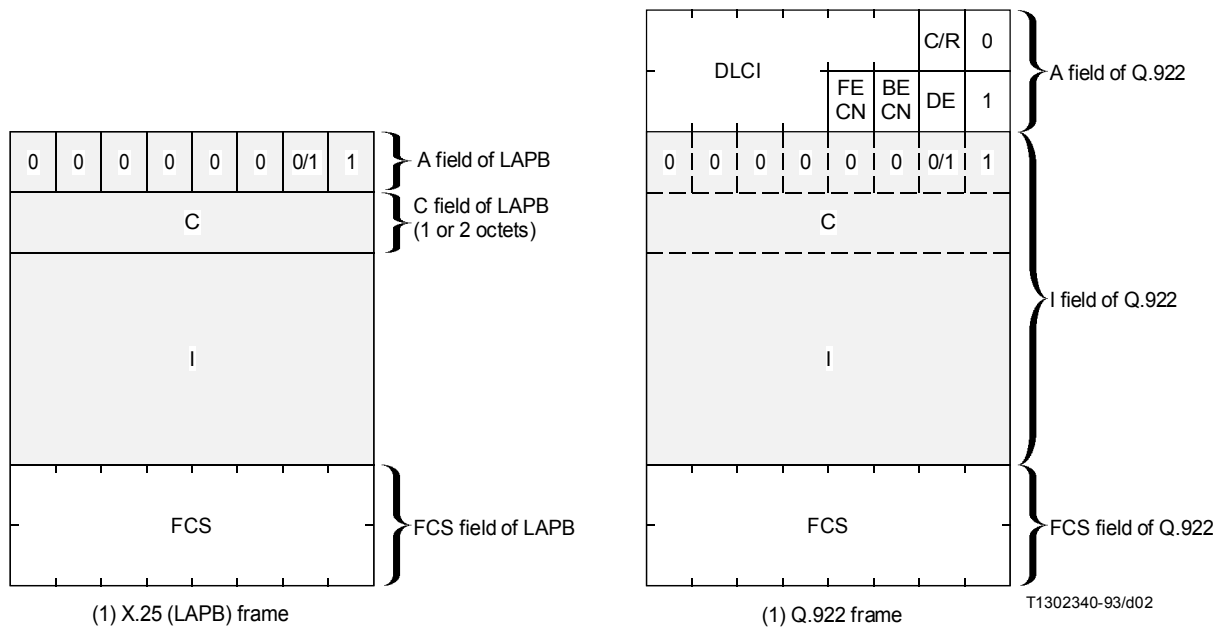 C/R 0
DLCI
FE
CN
BE
CN
DE 1
A field of Q.922
0 0 0 0 0 0 0/1 1
A field of LAPB
C
C field of LAPB
(1 or 2 octets)
I
FCS
FCS field of LAPB
(1) X.25 (LAPB) frame
0 0 0 0 0 0 0/1 1
C
I
I field of Q.922
FCS
FCS field of Q.922
(1) Q.922 frame
T1302340-93/d02